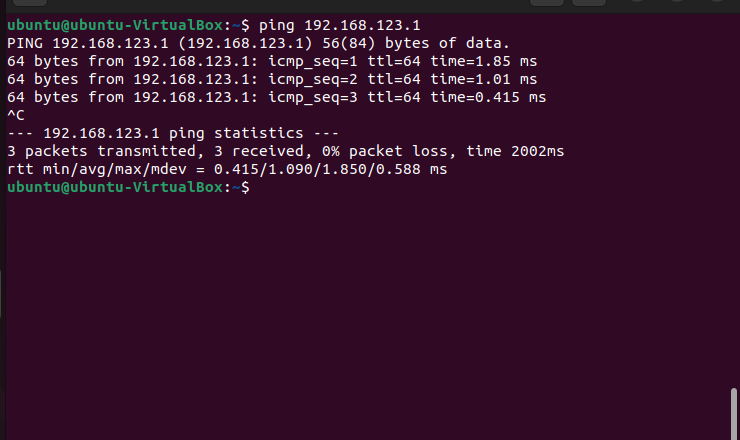 ubuntu@ubuntu-VirtualBox:~$ ping 192.168.123.1
PING 192.168.123.1 (192.168.123.1) 56(84) bytes of data.
64 bytes from 192.168.123.1: icmp_seq=1 ttl=64 time=1.85 ms
64 bytes from 192.168.123.1: icmp_seq=2 ttl=64 time=1.01 ms
64 bytes from 192.168.123.1: icmp_seq=3 ttl=64 time=0.415 ms
^C
--- 192.168.123.1 ping statistics ---
3 packets transmitted, 3 received, 0% packet loss, time 2002ms
rtt min/avg/max/mdev = 0.415/1.090/1.850/0.588 ms
ubuntu@ubuntu-VirtualBox:~$